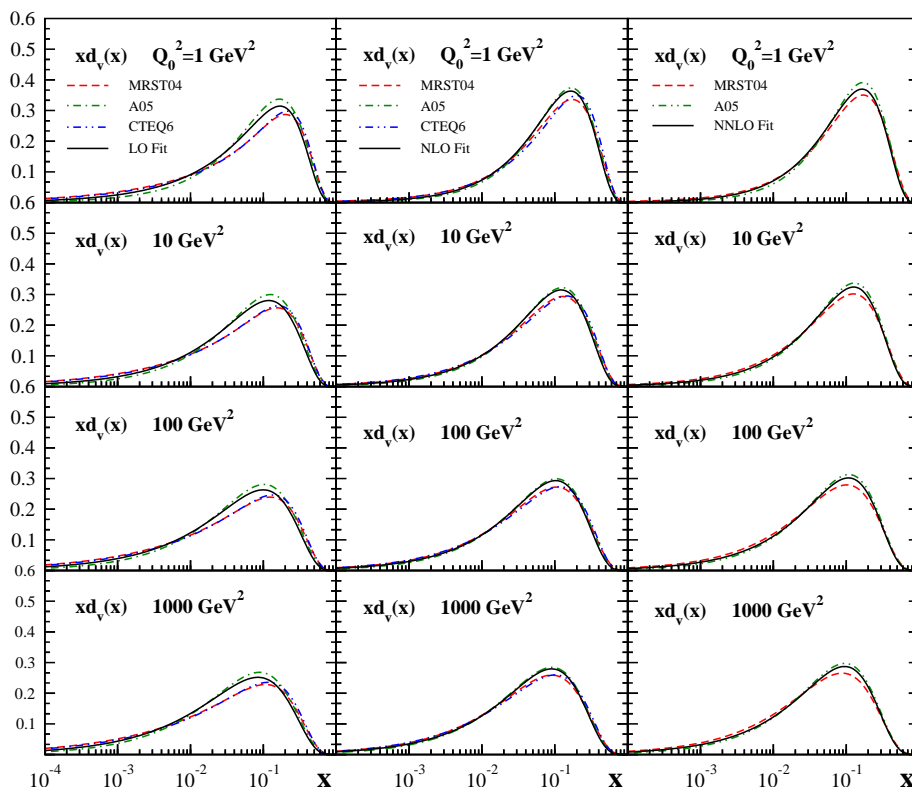 0.6
xd_v(x) Q_0^2=1 GeV^2 xd_v(x) Q_0^2=1 GeV^2 xd_v(x) Q_0^2=1 GeV^2
0.5
0.4 MRST04 MRST04 MRST04
0.3 A05 A05 A05
CTEQ6 CTEQ6 NNLO Fit
0.2 LO Fit NLO Fit
0.1
0.6
xd_v(x) 10 GeV^2 xd_v(x) 10 GeV^2 xd_v(x) 10 GeV^2
0.5
0.4
0.3
0.2
0.1
0.6
0.5
xd_v(x) 100 GeV^2 xd_v(x) 100 GeV^2 xd_v(x) 100 GeV^2
0.4
0.3
0.2
0.1
0.6
xd_v(x) 1000 GeV^2 xd_v(x) 1000 GeV^2 xd_v(x) 1000 GeV^2
0.5
0.4
0.3
0.2
0.1
10^-4 10^-3 10^-2 10^-1 x 10^-3 10^-2 10^-1 x 10^-3 10^-2 10^-1 x